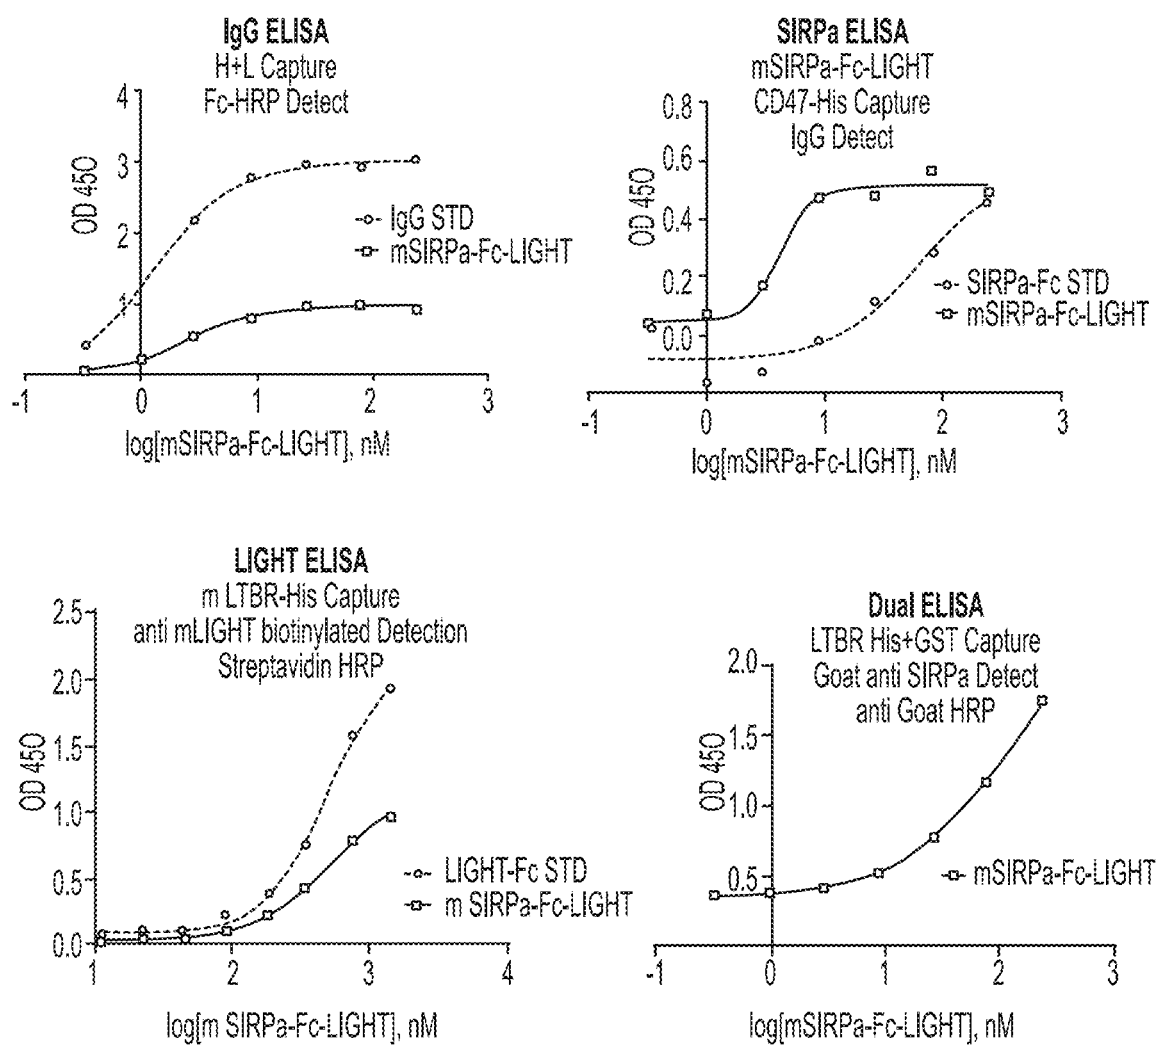 IgG ELISA
H+L Capture
Fc-HRP Detect
4
3
2
1
OD 450
IgG STD
mSIRPa-Fc-LIGHT
-1 0 1 2 3
log[mSIRPa-Fc-LIGHT], nM
SIRPa ELISA
mSIRPa-Fc-LIGHT
CD47-His Capture
IgG Detect
0.8
0.6
0.4
0.2
0.0
OD 450
SIRPa-Fc STD
mSIRPa-Fc-LIGHT
-1 0 1 2 3
log[mSIRPa-Fc-LIGHT], nM
LIGHT ELISA
m LTBR-His Capture
anti mLIGHT biotinylated Detection
Streptavidin HRP
2.5
2.0
1.5
1.0
0.5
0.0
OD 450
LIGHT-Fc STD
m SIRPa-Fc-LIGHT
1 2 3 4
log[m SIRPa-Fc-LIGHT], nM
Dual ELISA
LTBR His+GST Capture
Goat anti SIRPa Detect
anti Goat HRP
2.0
1.5
1.0
0.5
OD 450
mSIRPa-Fc-LIGHT
-1 0 1 2 3
log[mSIRPa-Fc-LIGHT], nM